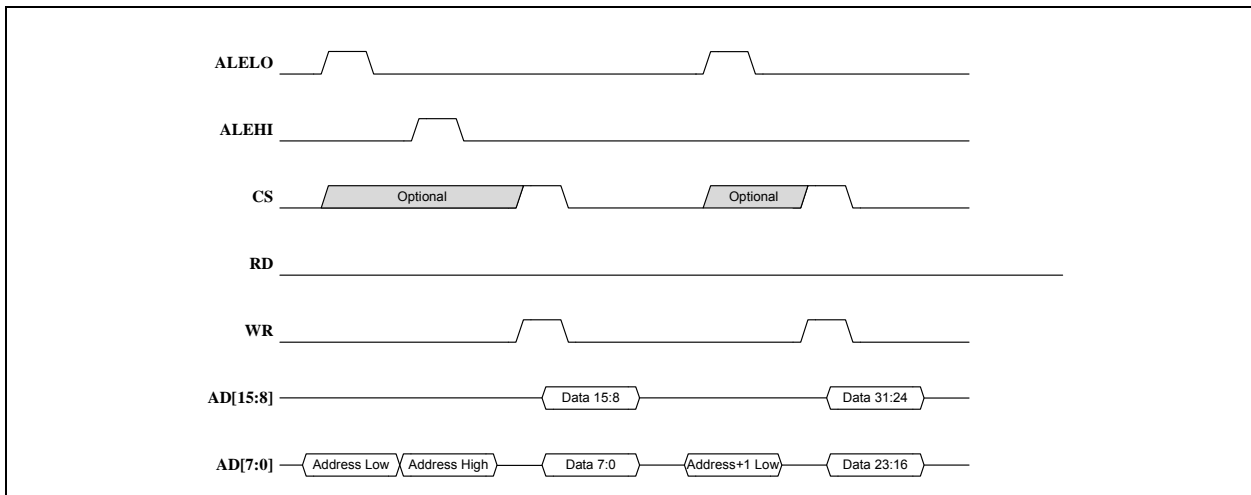 ALELO
ALEHI
CS Optional Optional
RD
WR
AD[15:8] Data 15:8 Data 31:24
AD[7:0] Address Low Address High Data 7:0 Address+1 Low Data 23:16